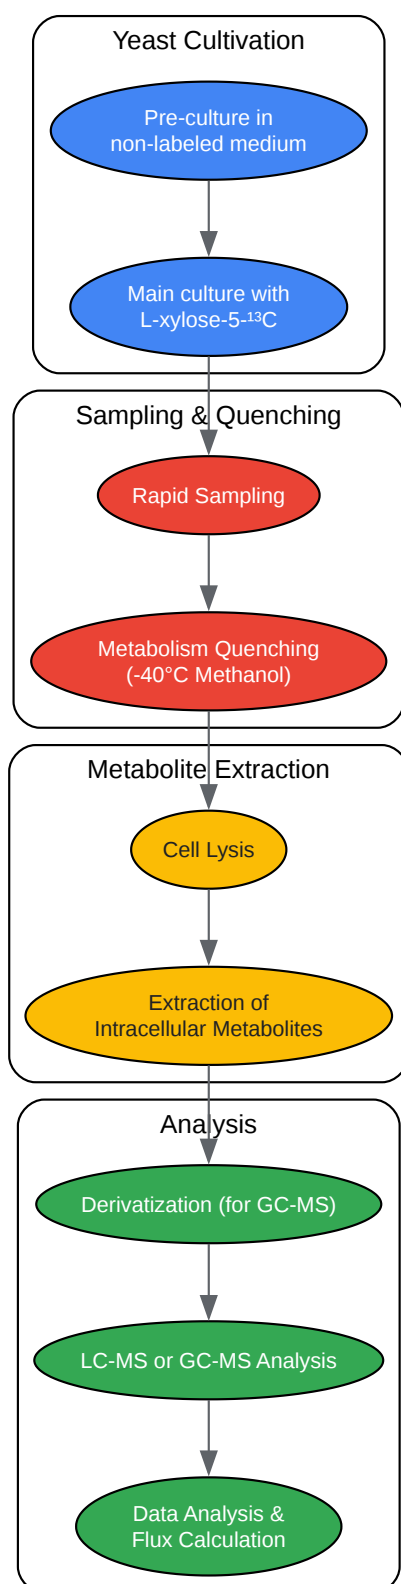 Yeast Cultivation
Pre-culture in
non-labeled medium
Main culture with
L-xylose-5-¹³C
Sampling & Quenching
Rapid Sampling
Metabolism Quenching
(-40°C Methanol)
Metabolite Extraction
Cell Lysis
Extraction of
Intracellular Metabolites
Analysis
Derivatization (for GC-MS)
LC-MS or GC-MS Analysis
Data Analysis &
Flux Calculation